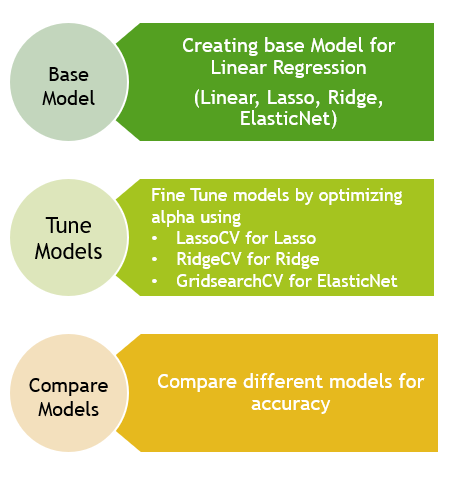 Base
Model
Creating base Model for
Linear Regression
(Linear, Lasso, Ridge,
ElasticNet)
Tune
Models
Fine Tune models by optimizing
alpha using
• LassoCV for Lasso
• RidgeCV for Ridge
• GridsearchCV for ElasticNet
Compare
Models
Compare different models for
accuracy